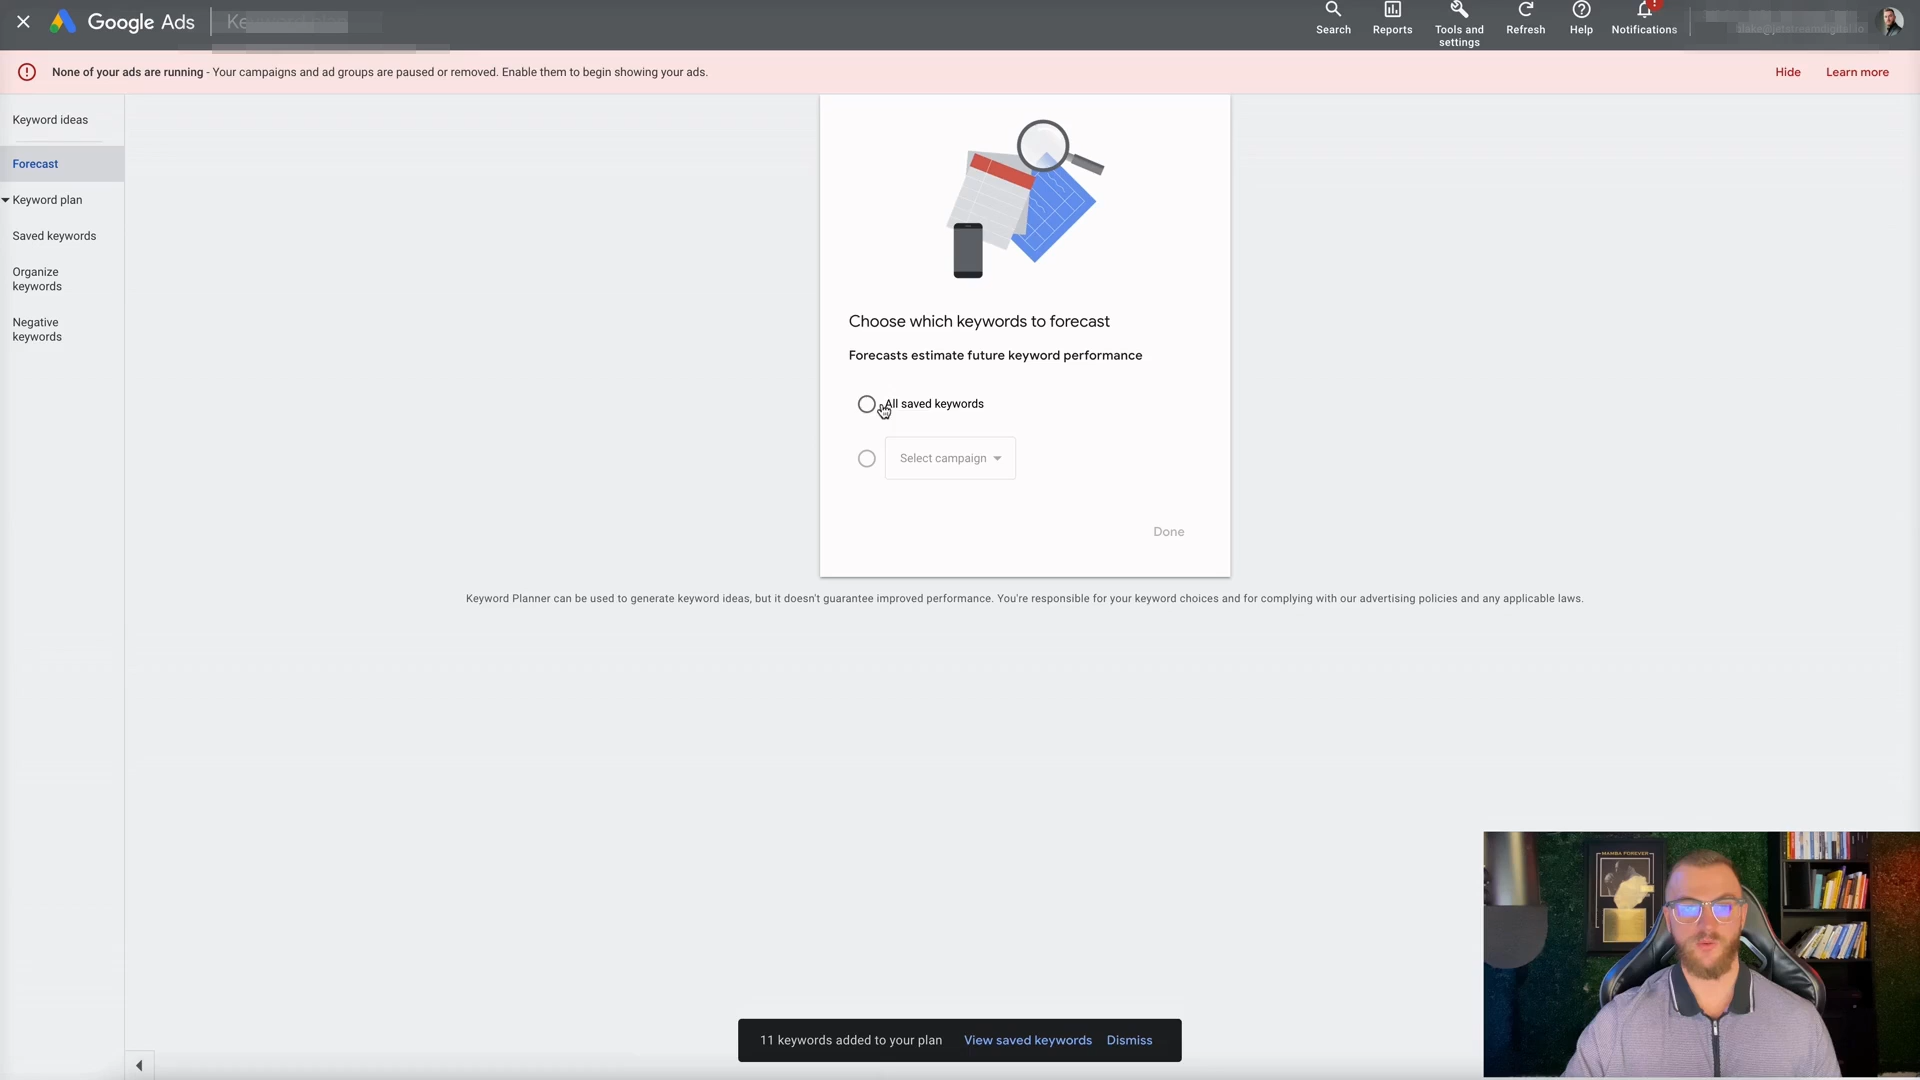 Google Ads
Search
Reports
Tools and
settings
Refresh
Help
Notifications
None of your ads are running - Your campaigns and ad groups are paused or removed. Enable them to begin showing your ads.
Hide
Learn more
Keyword ideas
Forecast
Keyword plan
Saved keywords
Organize
keywords
Negative
keywords
Choose which keywords to forecast
Forecasts estimate future keyword performance
All saved keywords
Select campaign
Done
Keyword Planner can be used to generate keyword ideas, but it doesn't guarantee improved performance. You're responsible for your keyword choices and for complying with our advertising policies and any applicable laws.
MAMBA FOREVER
11 keywords added to your plan
View saved keywords
Dismiss